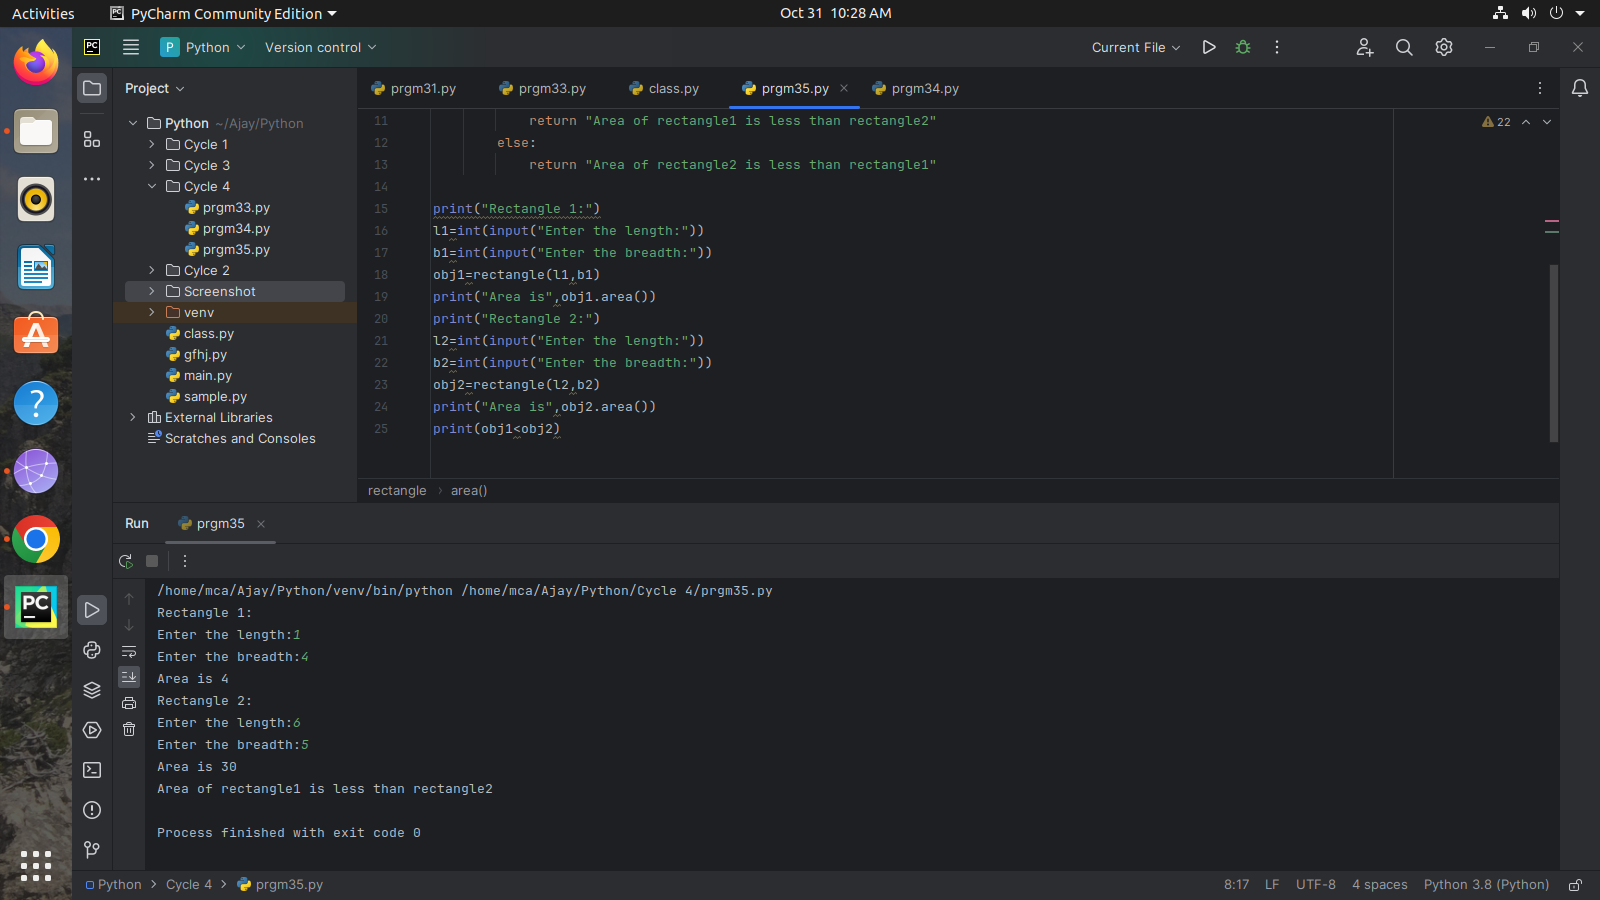 Activities PyCharm Community Edition Oct 31 10:28 AM
PC P Python Version control Current File
Project
prgm31.py prgm33.py class.py prgm35.py prgm34.py
Python ~/Ajay/Python
Cycle 1
Cycle 3
Cycle 4
prgm33.py
prgm34.py
prgm35.py
Cylce 2
Screenshot
venv
class.py
gfhj.py
main.py
sample.py
External Libraries
Scratches and Consoles
22
11 return "Area of rectangle1 is less than rectangle2"
12 else:
13 return "Area of rectangle2 is less than rectangle1"
14
15 print("Rectangle 1:")
16 l1=int(input("Enter the length:"))
17 b1=int(input("Enter the breadth:"))
18 obj1=rectangle(l1,b1)
19 print("Area is",obj1.area())
20 print("Rectangle 2:")
21 l2=int(input("Enter the length:"))
22 b2=int(input("Enter the breadth:"))
23 obj2=rectangle(l2,b2)
24 print("Area is",obj2.area())
25 print(obj1<obj2)
rectangle area()
Run prgm35
/home/mca/Ajay/Python/venv/bin/python /home/mca/Ajay/Python/Cycle 4/prgm35.py
Rectangle 1:
Enter the length:1
Enter the breadth:4
Area is 4
Rectangle 2:
Enter the length:6
Enter the breadth:5
Area is 30
Area of rectangle1 is less than rectangle2
Process finished with exit code 0
PC
Python Cycle 4 prgm35.py 8:17 LF UTF-8 4 spaces Python 3.8 (Python)